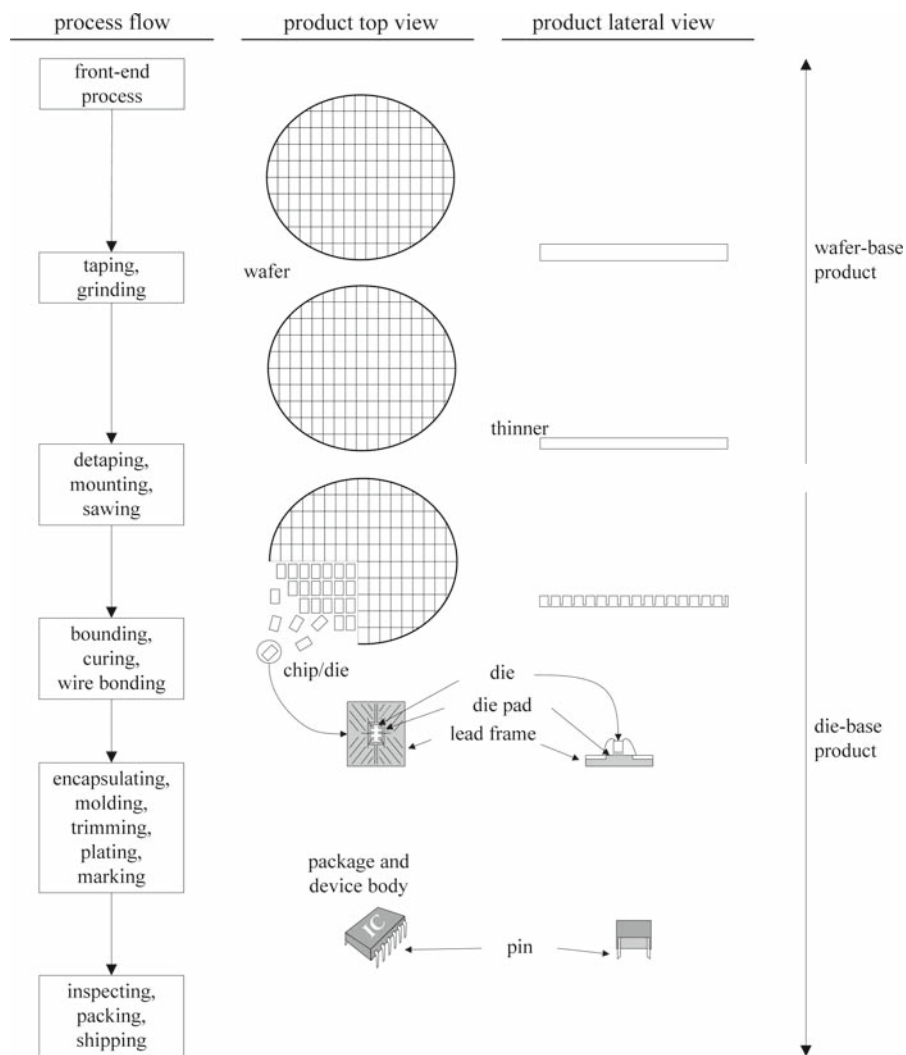 process flow
product top view
product lateral view
front-end
process
taping,
grinding
wafer
wafer-base
product
thinner
detaping,
mounting,
sawing
bounding,
curing,
wire bonding
chip/die
die
die pad
lead frame
die-base
product
encapsulating,
molding,
trimming,
plating,
marking
package and
device body
IC
pin
inspecting,
packing,
shipping